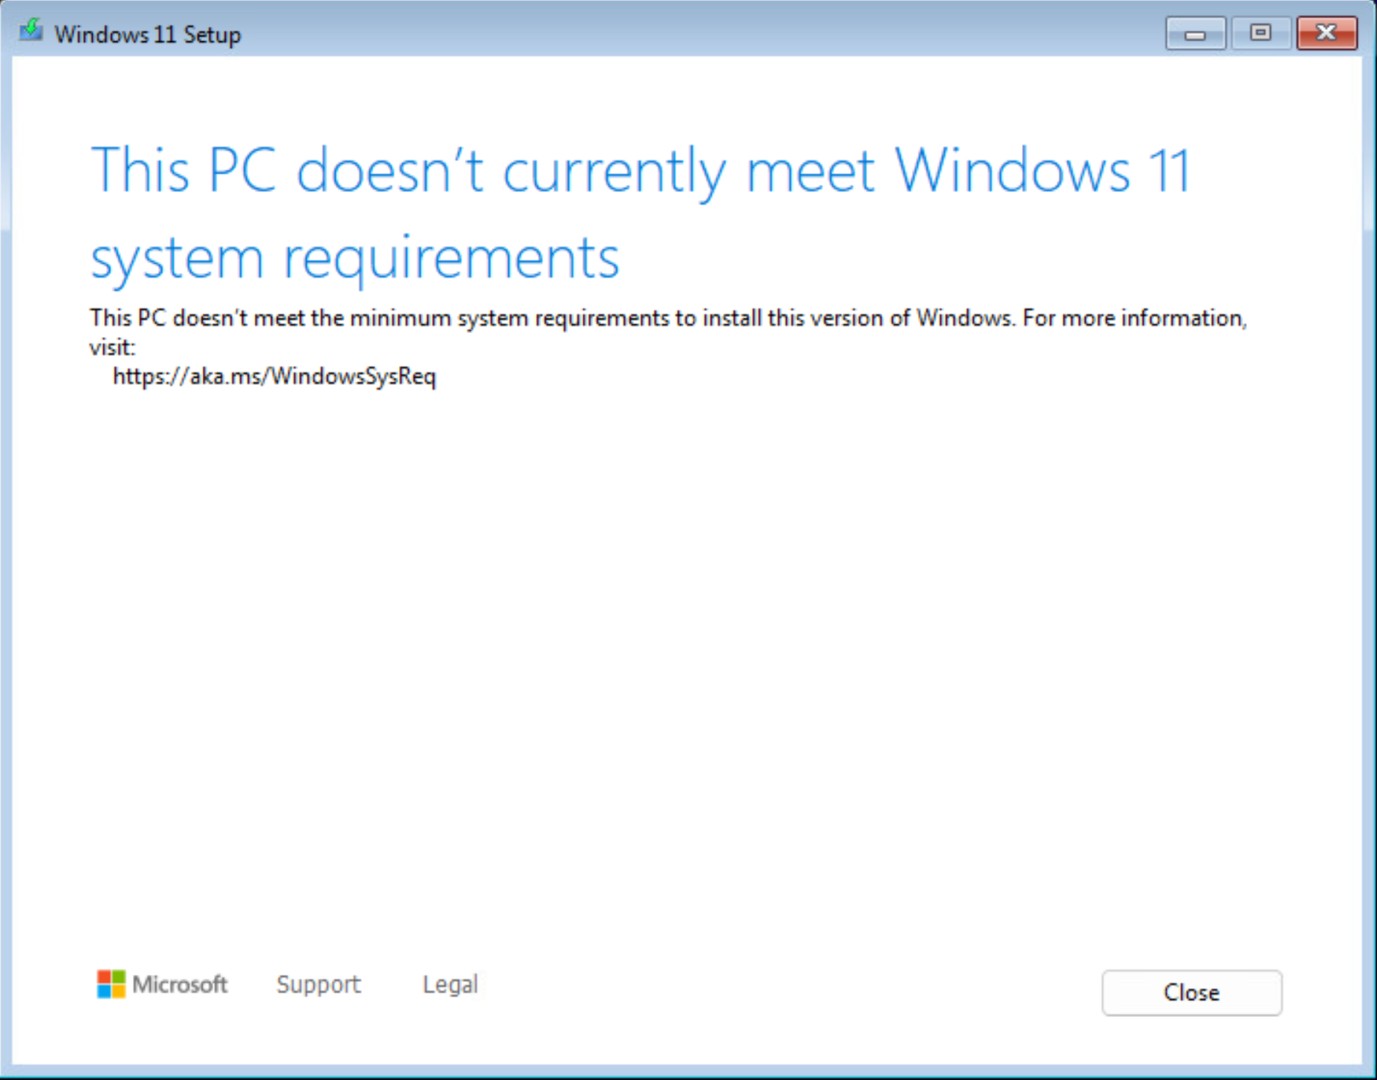 Windows 11 Setup
This PC doesn't currently meet Windows 11
system requirements
This PC doesn't meet the minimum system requirements to install this version of Windows. For more information,
visit:
https://aka.ms/WindowsSysReq
Microsoft Support Legal
Close